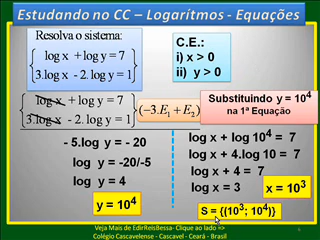 Estudando no CC – Logarítmos - Equações
Resolva o sistema:
log x + log y = 7
3.log x - 2. log y = 1
C.E.:
i) x > 0
ii) y > 0
log x + log y = 7
3.log x - 2. log y = 1
(-3.E₁ + E₂)
Substituindo y = 10⁴
na 1ª Equação
- 5.log y = - 20
log y = -20/-5
log y = 4
y = 10⁴
log x + log 10⁴ = 7
log x + 4.log 10 = 7
log x + 4 = 7
log x = 3
x = 10³
S = {(10³; 10⁴)}
Veja Mais de EdirReisBessa- Clique ao lado =>
Colégio Cascavelense - Cascavel - Ceará - Brasil